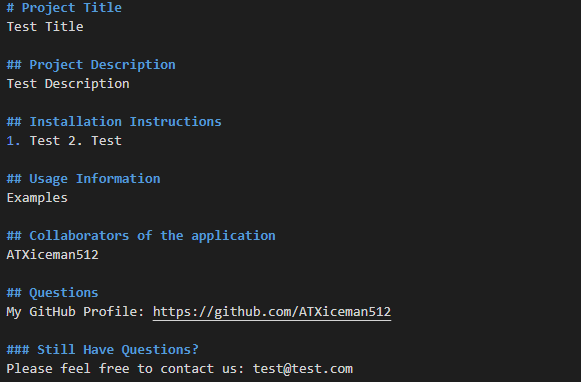 # Project Title
Test Title
## Project Description
Test Description
## Installation Instructions
1. Test 2. Test
## Usage Information
Examples
## Collaborators of the application
ATXiceman512
## Questions
My GitHub Profile: https://github.com/ATXiceman512
### Still Have Questions?
Please feel free to contact us: test@test.com